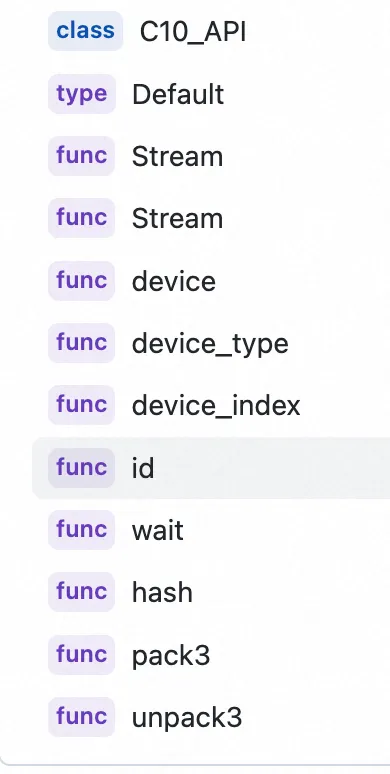 class C10_API
type Default
func Stream
func Stream
func device
func device_type
func device_index
func id
func wait
func hash
func pack3
func unpack3